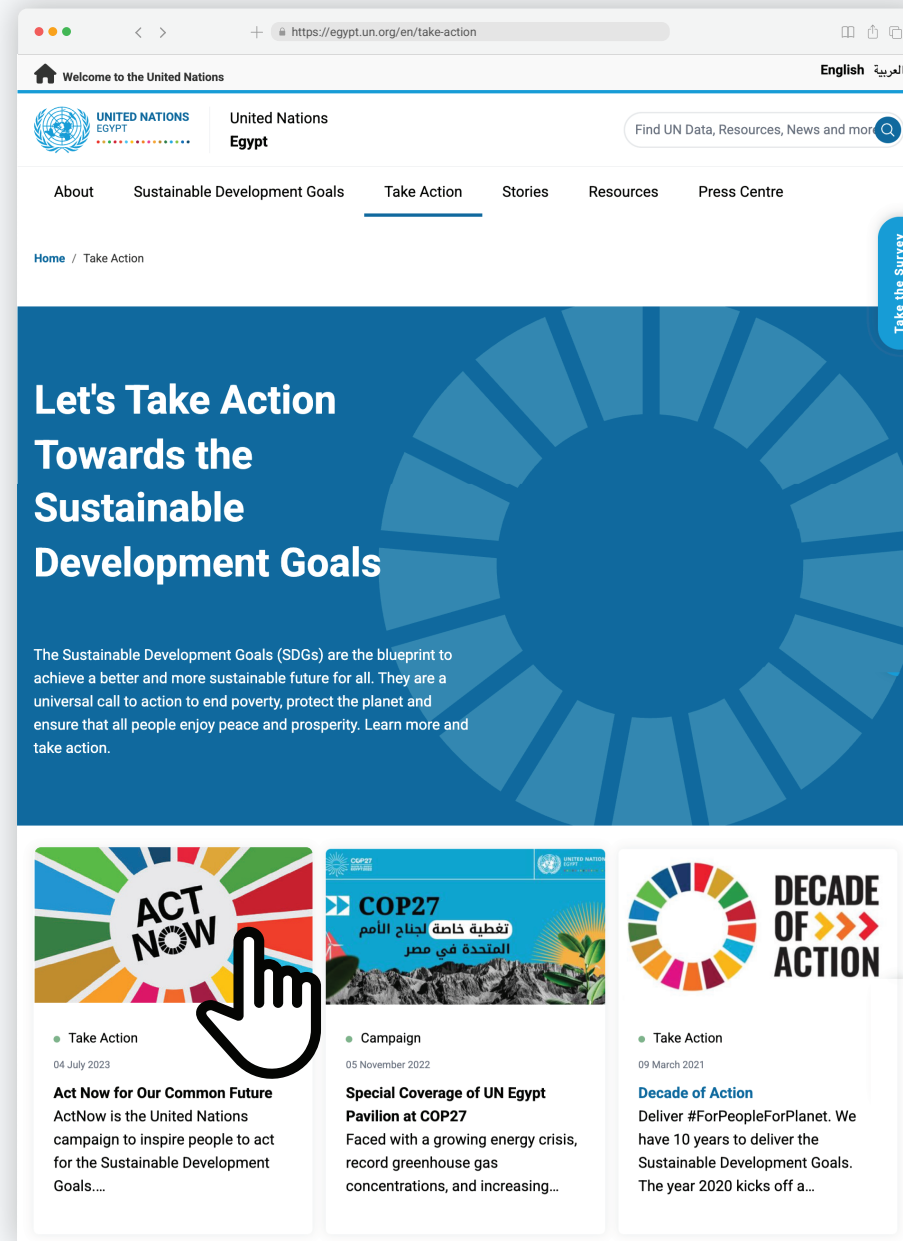 https://egypt.un.org/en/take-action
Welcome to the United Nations
English العربية
UNITED NATIONS
EGYPT
United Nations
Egypt
Find UN Data, Resources, News and more
About Sustainable Development Goals Take Action Stories Resources Press Centre
Take the Survey
Home / Take Action
Let's Take Action
Towards the
Sustainable
Development Goals
The Sustainable Development Goals (SDGs) are the blueprint to
achieve a better and more sustainable future for all. They are a
universal call to action to end poverty, protect the planet and
ensure that all people enjoy peace and prosperity. Learn more and
take action.
ACT
NOW
Take Action
04 July 2023
Act Now for Our Common Future
ActNow is the United Nations
campaign to inspire people to act
for the Sustainable Development
Goals....
COP27
UNITED NATIONS
EGYPT
COP27
تغطية خاصة لجناح الأمم
المتحدة في مصر
Campaign
05 November 2022
Special Coverage of UN Egypt
Pavilion at COP27
Faced with a growing energy crisis,
record greenhouse gas
concentrations, and increasing...
DECADE
OF >>>
ACTION
Take Action
09 March 2021
Decade of Action
Deliver #ForPeopleForPlanet. We
have 10 years to deliver the
Sustainable Development Goals.
The year 2020 kicks off a...